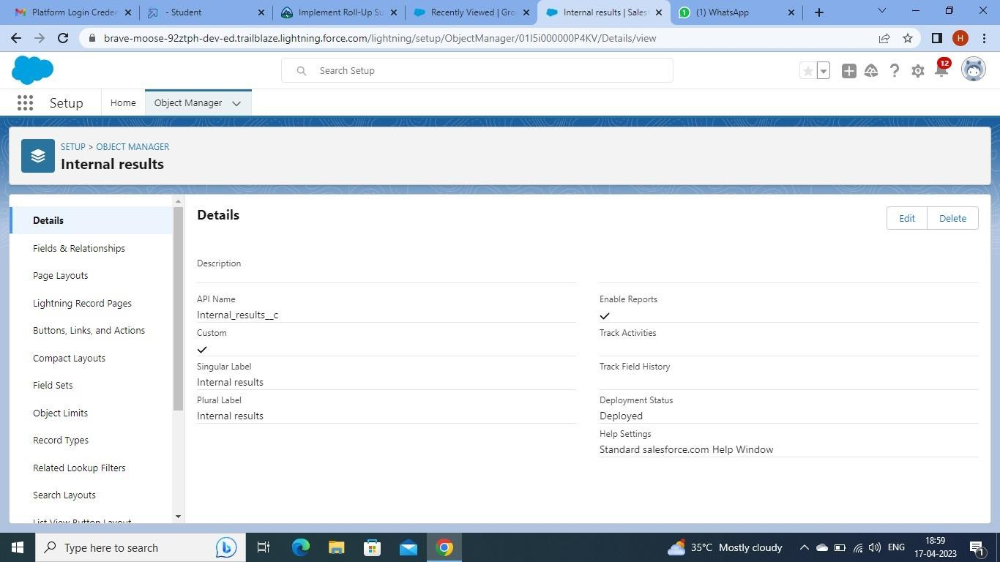 Platform Login Creden
- Student
Implement Roll-Up Su
Recently Viewed | Gro
Internal results | Salesf
(1) WhatsApp
brave-moose-92ztph-dev-ed.trailblaze.lightning.force.com/lightning/setup/ObjectManager/01I5i000000P4KV/Details/view
H
Search Setup
12
Setup
Home
Object Manager
SETUP > OBJECT MANAGER
Internal results
Details
Fields & Relationships
Page Layouts
Lightning Record Pages
Buttons, Links, and Actions
Compact Layouts
Field Sets
Object Limits
Record Types
Related Lookup Filters
Search Layouts
List View Button Layout
Details
Edit
Delete
Description
API Name
Internal_results__c
Custom
Singular Label
Internal results
Plural Label
Internal results
Enable Reports
Track Activities
Track Field History
Deployment Status
Deployed
Help Settings
Standard salesforce.com Help Window
Type here to search
35°C Mostly cloudy
ENG
18:59
17-04-2023
1